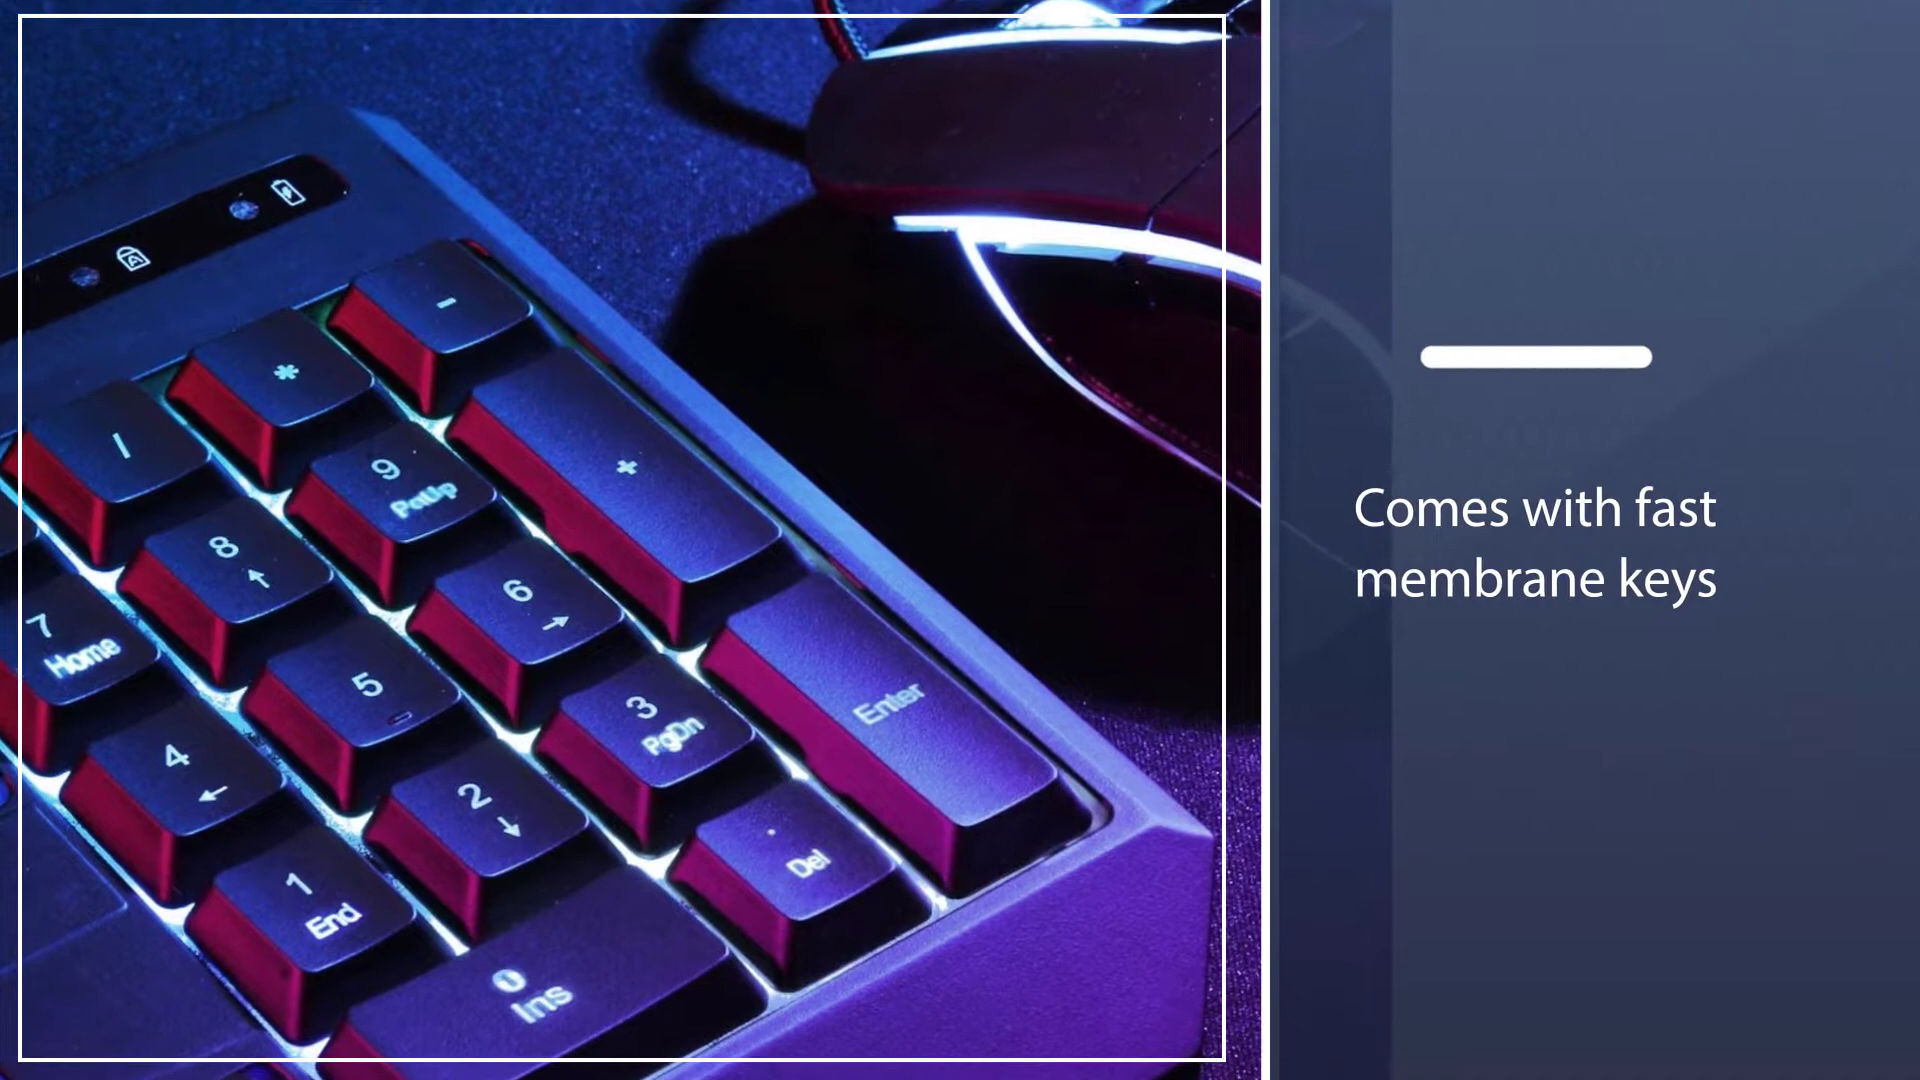 -
*
/
9
PgUp
+
8
↑
6
→
7
Home
5
3
PgDn
Enter
4
←
2
↓
.
Del
1
End
0
Ins
Comes with fast
membrane keys